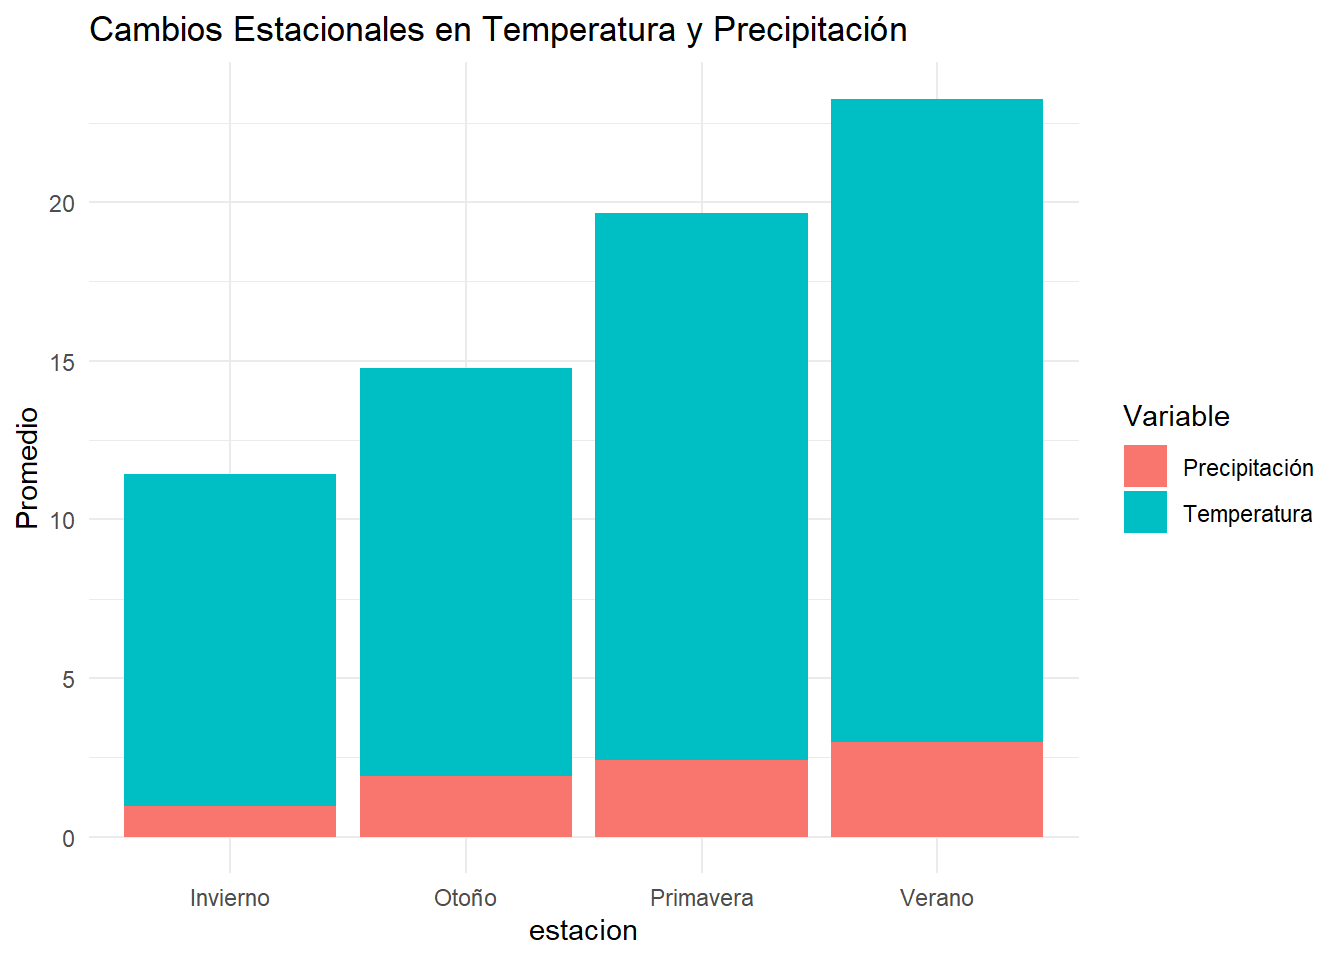 Cambios Estacionales en Temperatura y Precipitación
Promedio
20
15
10
5
0
Invierno Otoño Primavera Verano
estacion
Variable
Precipitación
Temperatura